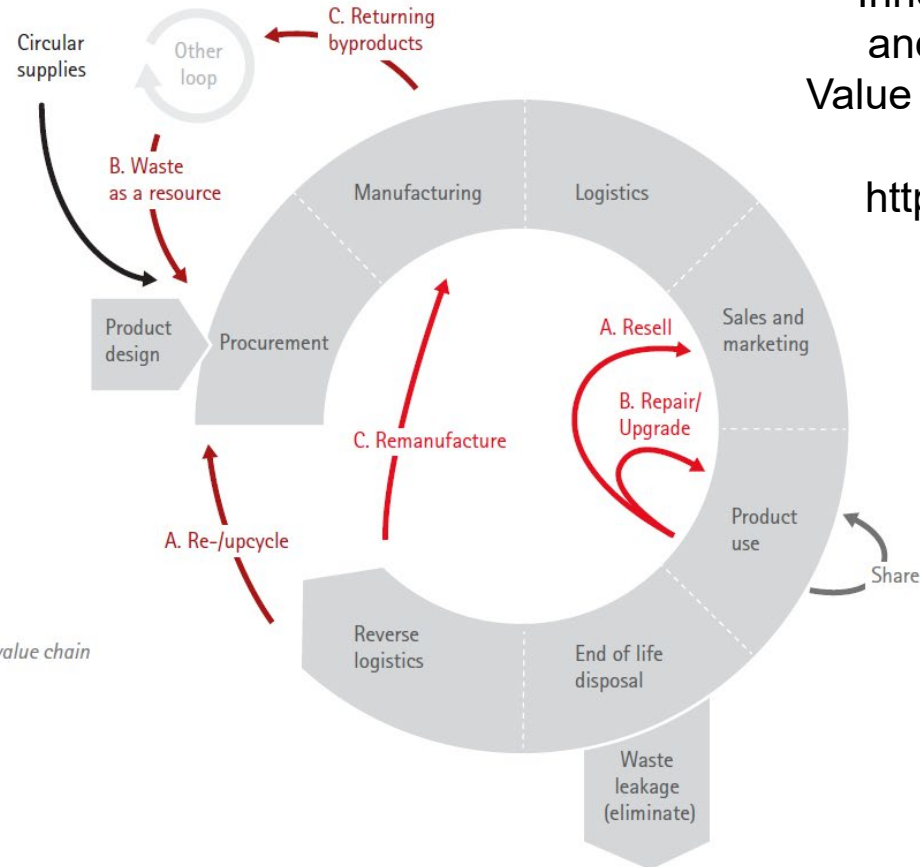 and
Value
http
C. Returning
byproducts
Circular
supplies
Other
loop
B. Waste
as a resource
Manufacturing
Logistics
Product
design
Procurement
Sales and
marketing
A. Resell
B. Repair/
Upgrade
C. Remanufacture
Product
use
Share
A. Re-/upcycle
Reverse
logistics
End of life
disposal
value chain
Waste
leakage
(eliminate)